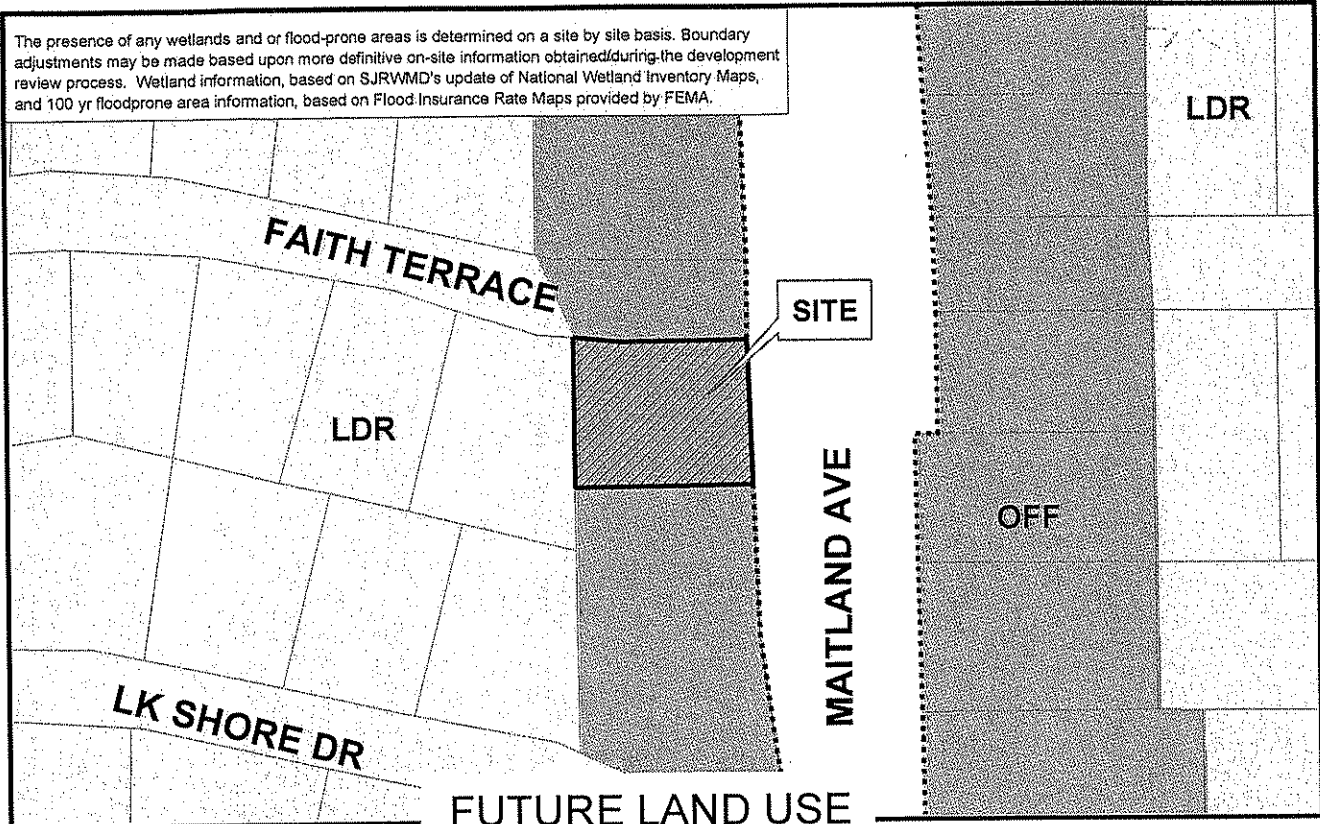 The presence of any wetlands and or flood-prone areas is determined on a site by site basis. Boundary
adjustments may be made based upon more definitive on-site information obtained/during the development
review process. Wetland information, based on SJRWMD's update of National Wetland Inventory Maps,
and 100 yr floodprone area information, based on Flood Insurance Rate Maps provided by FEMA.
LDR
FAITH TERRACE
SITE
LDR
MAITLAND AVE
OFF
LK SHORE DR
FUTURE LAND USE